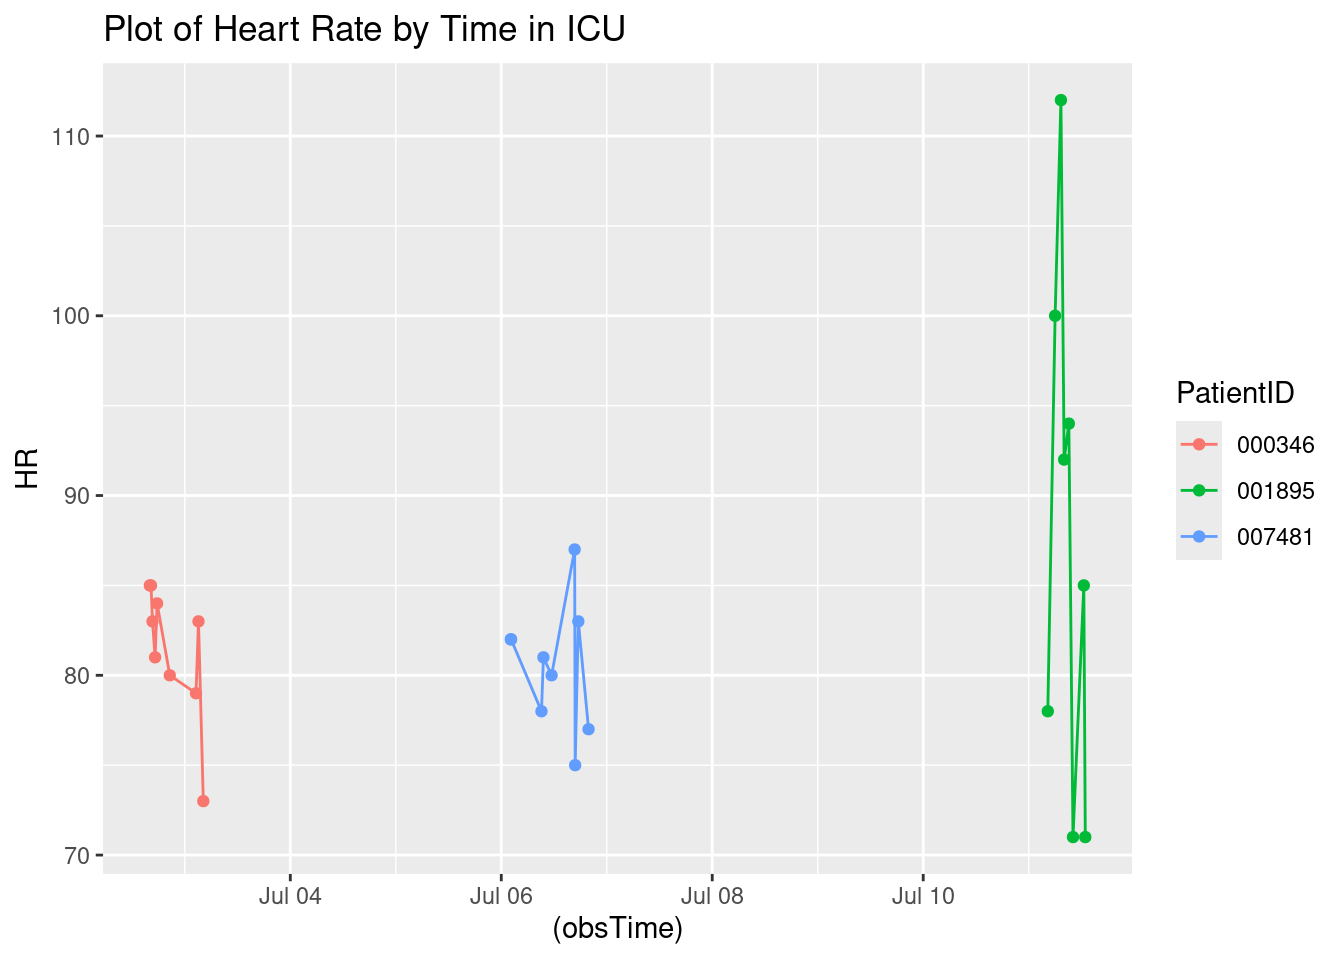 Plot of Heart Rate by Time in ICU
110
100
90
80
70
HR
Jul 04
Jul 06
Jul 08
Jul 10
(obsTime)
PatientID
000346
001895
007481